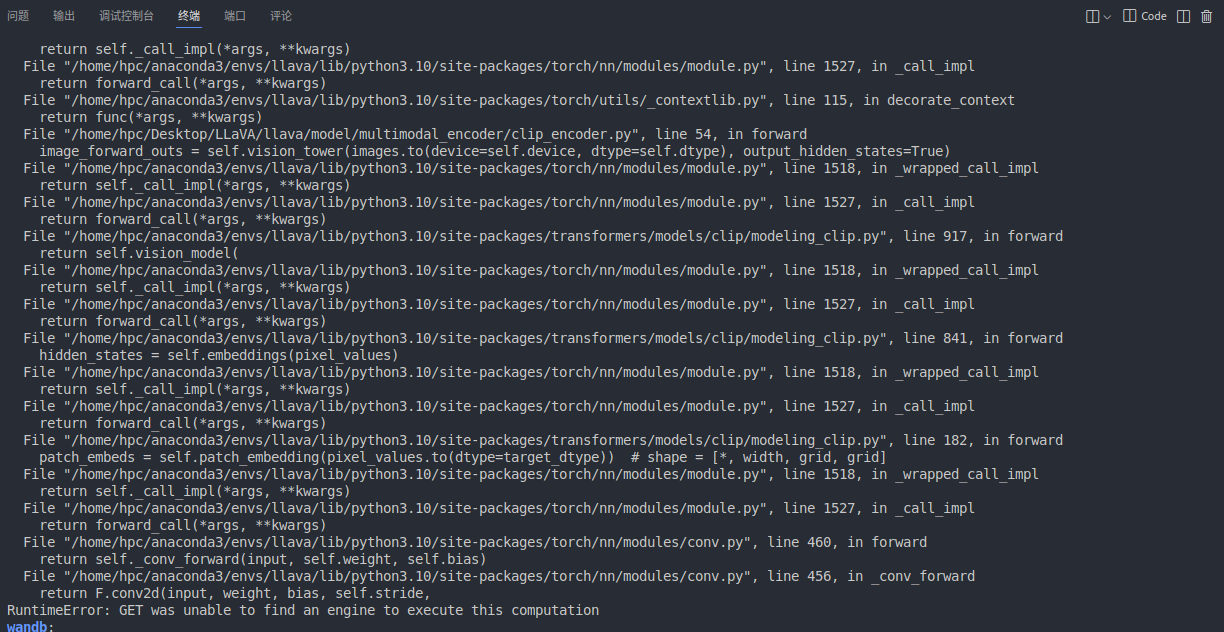 问题 输出 调试控制台 终端 端口 评论 Code
return self._call_impl(*args, **kwargs)
File "/home/hpc/anaconda3/envs/llava/lib/python3.10/site-packages/torch/nn/modules/module.py", line 1527, in _call_impl
return forward_call(*args, **kwargs)
File "/home/hpc/anaconda3/envs/llava/lib/python3.10/site-packages/torch/utils/_contextlib.py", line 115, in decorate_context
return func(*args, **kwargs)
File "/home/hpc/Desktop/LLaVA/llava/model/multimodal_encoder/clip_encoder.py", line 54, in forward
image_forward_outs = self.vision_tower(images.to(device=self.device, dtype=self.dtype), output_hidden_states=True)
File "/home/hpc/anaconda3/envs/llava/lib/python3.10/site-packages/torch/nn/modules/module.py", line 1518, in _wrapped_call_impl
return self._call_impl(*args, **kwargs)
File "/home/hpc/anaconda3/envs/llava/lib/python3.10/site-packages/torch/nn/modules/module.py", line 1527, in _call_impl
return forward_call(*args, **kwargs)
File "/home/hpc/anaconda3/envs/llava/lib/python3.10/site-packages/transformers/models/clip/modeling_clip.py", line 917, in forward
return self.vision_model(
File "/home/hpc/anaconda3/envs/llava/lib/python3.10/site-packages/torch/nn/modules/module.py", line 1518, in _wrapped_call_impl
return self._call_impl(*args, **kwargs)
File "/home/hpc/anaconda3/envs/llava/lib/python3.10/site-packages/torch/nn/modules/module.py", line 1527, in _call_impl
return forward_call(*args, **kwargs)
File "/home/hpc/anaconda3/envs/llava/lib/python3.10/site-packages/transformers/models/clip/modeling_clip.py", line 841, in forward
hidden_states = self.embeddings(pixel_values)
File "/home/hpc/anaconda3/envs/llava/lib/python3.10/site-packages/torch/nn/modules/module.py", line 1518, in _wrapped_call_impl
return self._call_impl(*args, **kwargs)
File "/home/hpc/anaconda3/envs/llava/lib/python3.10/site-packages/torch/nn/modules/module.py", line 1527, in _call_impl
return forward_call(*args, **kwargs)
File "/home/hpc/anaconda3/envs/llava/lib/python3.10/site-packages/transformers/models/clip/modeling_clip.py", line 182, in forward
patch_embeds = self.patch_embedding(pixel_values.to(dtype=target_dtype))  # shape = [*, width, grid, grid]
File "/home/hpc/anaconda3/envs/llava/lib/python3.10/site-packages/torch/nn/modules/module.py", line 1518, in _wrapped_call_impl
return self._call_impl(*args, **kwargs)
File "/home/hpc/anaconda3/envs/llava/lib/python3.10/site-packages/torch/nn/modules/module.py", line 1527, in _call_impl
return forward_call(*args, **kwargs)
File "/home/hpc/anaconda3/envs/llava/lib/python3.10/site-packages/torch/nn/modules/conv.py", line 460, in forward
return self._conv_forward(input, self.weight, self.bias)
File "/home/hpc/anaconda3/envs/llava/lib/python3.10/site-packages/torch/nn/modules/conv.py", line 456, in _conv_forward
return F.conv2d(input, weight, bias, self.stride,
RuntimeError: GET was unable to find an engine to execute this computation
wandb: